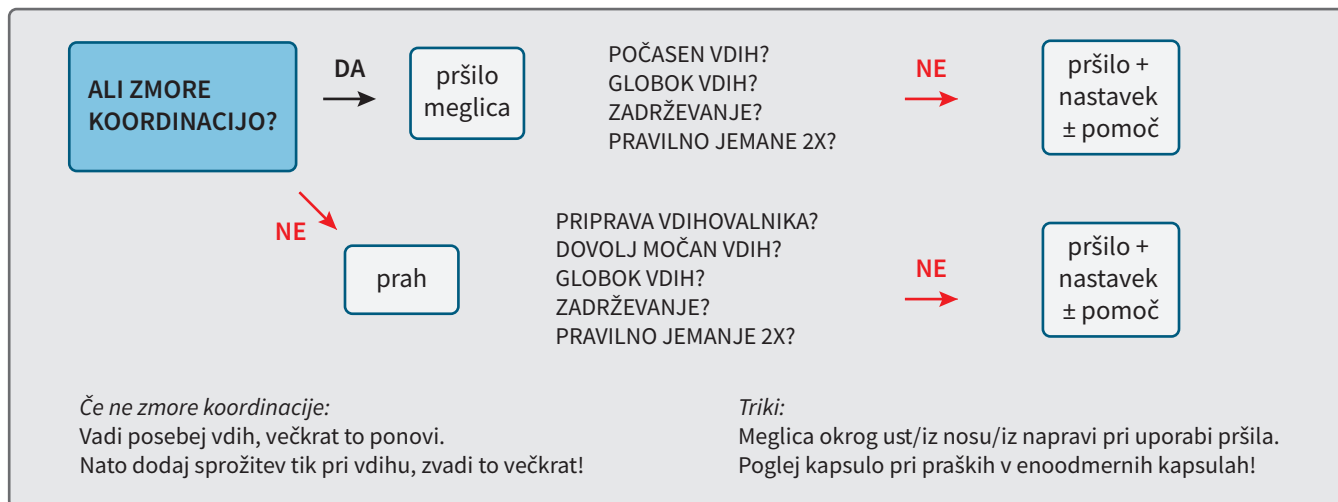 ALI ZMORE
KOORDINACIJO?
DA
pršilo
meglica
POČASEN VDIH?
GLOBOK VDIH?
ZADRŽEVANJE?
PRAVILNO JEMANE 2X?
NE
pršilo +
nastavek
± pomoč
NE
prah
PRIPRAVA VDIHOVALNIKA?
DOVOLJ MOČAN VDIH?
GLOBOK VDIH?
ZADRŽEVANJE?
PRAVILNO JEMANJE 2X?
NE
pršilo +
nastavek
± pomoč
Če ne zmore koordinacije:
Vadi posebej vdih, večkrat to ponovi.
Nato dodaj sprožitev tik pri vdihu, zvadi to večkrat!
Triki:
Meglica okrog ust/iz nosu/iz napravi pri uporabi pršila.
Poglej kapsulo pri praških v enoodmernih kapsulah!